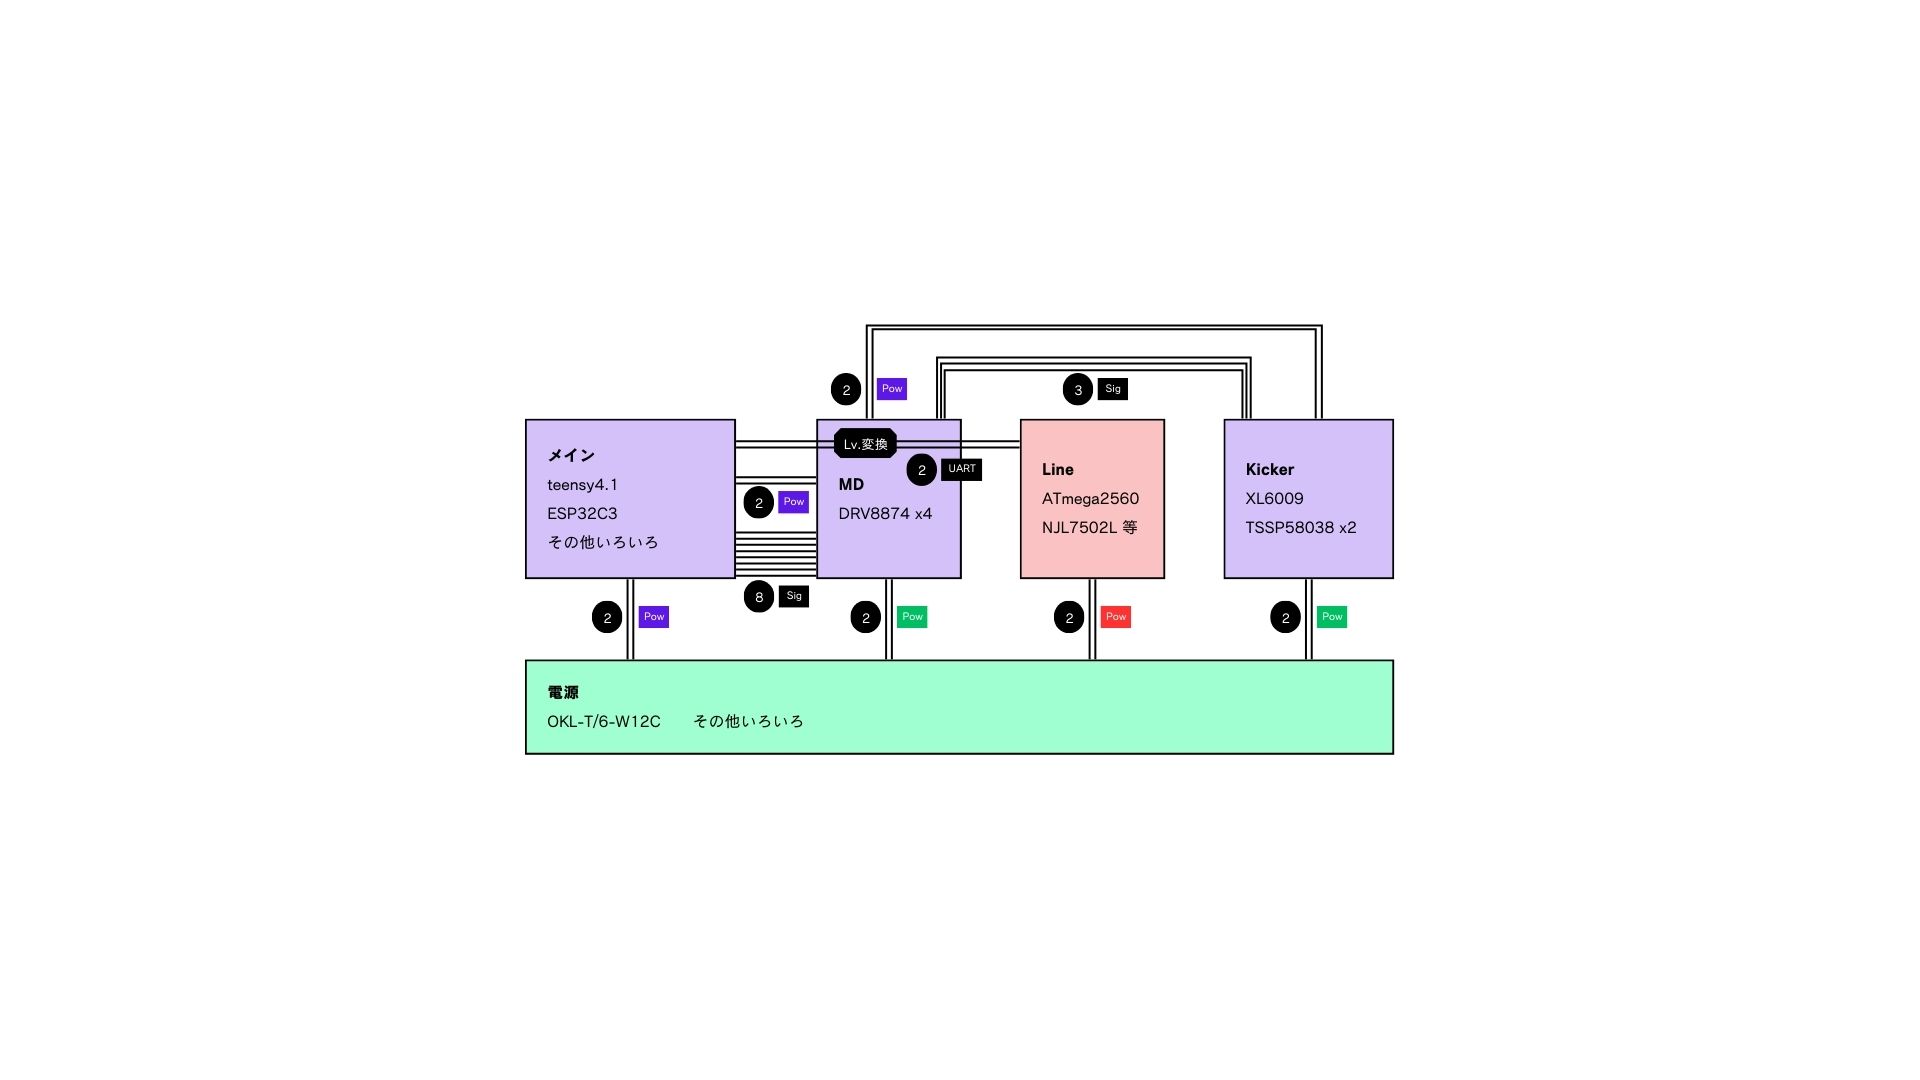 2
Pow
3
Sig
メイン
teensy4.1
ESP32C3
その他いろいろ
2
Pow
8
Sig
Lv.変換
2
UART
MD
DRV8874 x4
Line
ATmega2560
NJL7502L 等
Kicker
XL6009
TSSP58038 x2
2
Pow
2
Pow
2
Pow
2
Pow
電源
OKL-T/6-W12C その他いろいろ